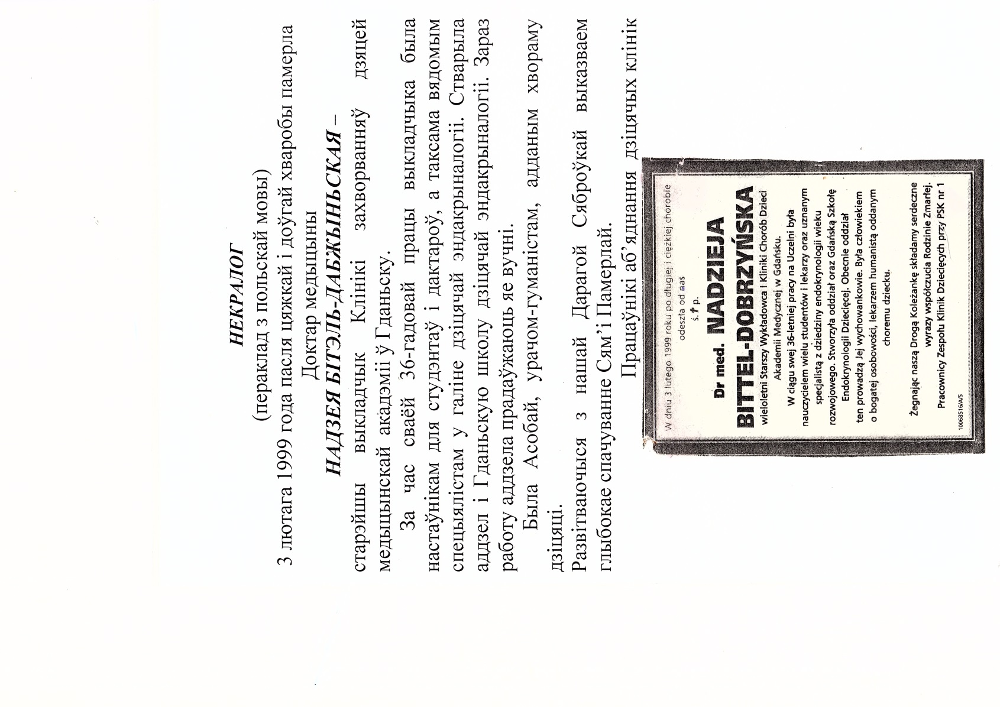 НЕКРАЛОГ
(пераклад з польскай мовы)
3 лютага 1999 года пасля цяжкай і доўгай хваробы памерла
Доктар медыцыны
НАДЗЕЯ БІТЭЛЬ-ДАБЖЫНЬСКАЯ –
старэйшы выкладчык Клінікі захворванняў дзяцей
медыцынскай акадэміі ў Гданьску.
За час сваёй 36-гадовай працы выкладчыка была
настаўнікам для студэнтаў і дактароў, а таксама вядомым
спецыялістам у галіне дзіцячай эндакрыналогіі. Стварыла
аддзел і Гданьскую школу дзіцячай эндакрыналогіі. Зараз
работу аддзела прадаўжаюць яе вучні.
Была Асобай, урачом-гуманістам, адданым хвораму
дзіцяці.
Развітваючыся з нашай Дарагой Сяброўкай выказваем
глыбокае спачуванне Сям’і Памерлай.
Працаўнікі аб’яднання дзіцячых клінік
W dniu 3 lutego 1999 roku po długiej i ciężkiej chorobie
odeszła od nas
ś. † p.
Dr med. NADZIEJA
BITTEL-DOBRZYŃSKA
wieloletni Starszy Wykładowca I Kliniki Chorób Dzieci
Akademii Medycznej w Gdańsku.
W ciągu swej 36-letniej pracy na Uczelni była
nauczycielem wielu studentów i lekarzy oraz uznanym
specjalistą z dziedziny endokrynologii wieku
rozwojowego. Stworzyła oddział oraz Gdańską Szkołę
Endokrynologii Dziecięcej. Obecnie oddział
ten prowadzą Jej wychowankowie. Była człowiekiem
o bogatej osobowości, lekarzem humanistą oddanym
choremu dziecku.
Żegnając naszą Drogą Koleżankę składamy serdeczne
wyrazy współczucia Rodzinie Zmarłej.
Pracownicy Zespołu Klinik Dziecięcych przy PSK nr 1
10068516/A/5